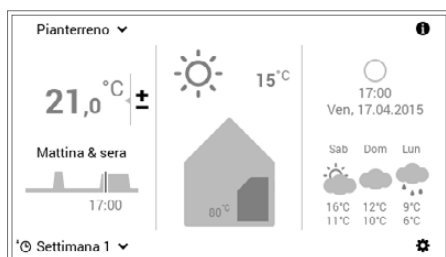 Pianterreno
21,0 °C ±
Mattina & sera
17:00
Settimana 1
15°C
80°C
17:00
Ven, 17.04.2015
Sab Dom Lun
16°C 12°C 9°C
11°C 10°C 6°C